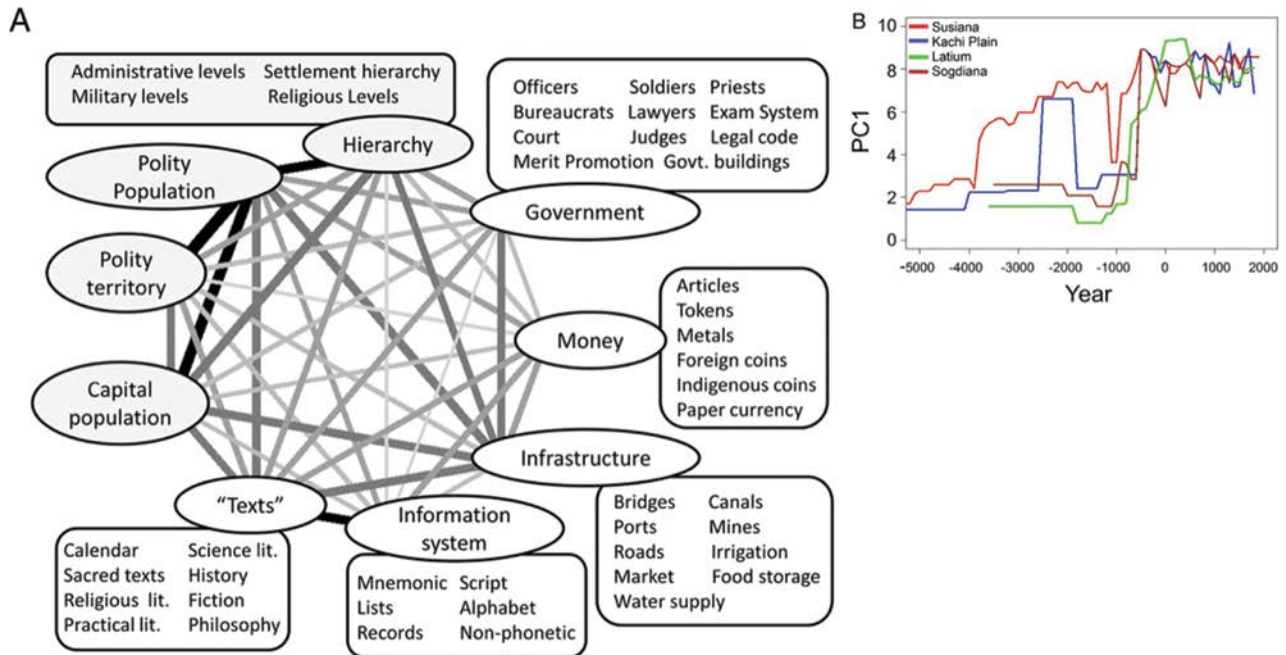 A
Administrative levels Settlement hierarchy
Military levels Religious Levels
Hierarchy
Polity
Population
Polity
territory
Capital
population
"Texts"
Calendar Science lit.
Sacred texts History
Religious lit. Fiction
Practical lit. Philosophy
Information
system
Mnemonic Script
Lists Alphabet
Records Non-phonetic
Officers Soldiers Priests
Bureaucrats Lawyers Exam System
Court Judges Legal code
Merit Promotion Govt. buildings
Government
Money
Articles
Tokens
Metals
Foreign coins
Indigenous coins
Paper currency
Infrastructure
Bridges Canals
Ports Mines
Roads Irrigation
Market Food storage
Water supply
B
Susiana
Kachi Plain
Latium
Sogdiana
PC1
10
8
6
4
2
0
-5000 -4000 -3000 -2000 -1000 0 1000 2000
Year